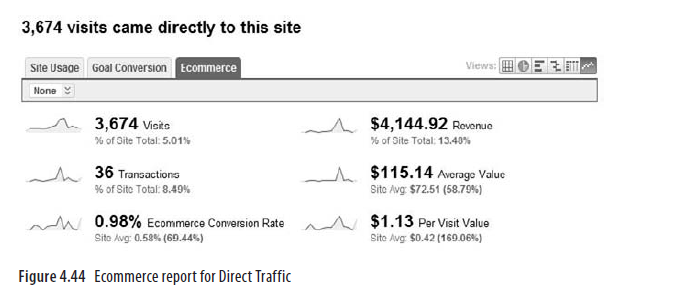 3,674 visits came directly to this site
Site Usage Goal Conversion Ecommerce Views:
None
3,674 Visits
% of Site Total: 5.01%
$4,144.92 Revenue
% of Site Total: 13.40%
36 Transactions
% of Site Total: 8.49%
$115.14 Average Value
Site Avg: $72.51 (58.79%)
0.98% Ecommerce Conversion Rate
Site Avg: 0.58% (69.44%)
$1.13 Per Visit Value
Site Avg: $0.42 (169.06%)
Figure 4.44 Ecommerce report for Direct Traffic